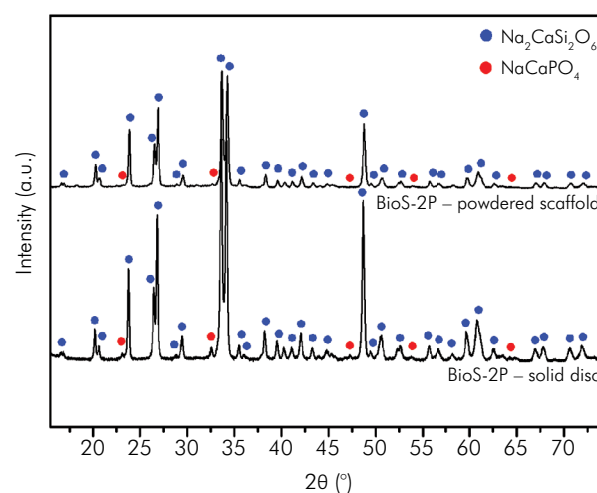 Na₂CaSi₂O₆
NaCaPO₄
Intensity (a.u.)
BioS-2P – powdered scaffold
BioS-2P – solid disc
20 25 30 35 40 45 50 55 60 65 70
2θ (°)